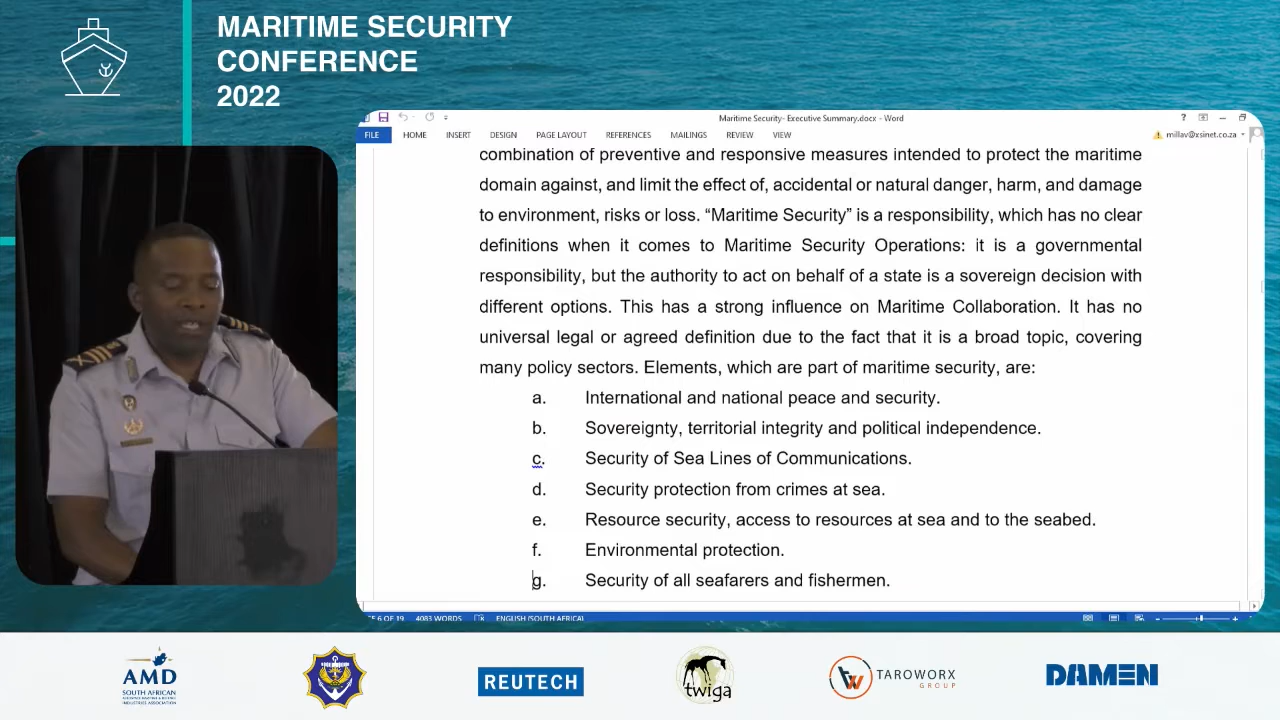 MARITIME SECURITY
CONFERENCE
2022
Maritime Security- Executive Summary.docx - Word
FILE HOME INSERT DESIGN PAGE LAYOUT REFERENCES MAILINGS REVIEW VIEW
millav@xsinet.co.za
combination of preventive and responsive measures intended to protect the maritime
domain against, and limit the effect of, accidental or natural danger, harm, and damage
to environment, risks or loss. “Maritime Security” is a responsibility, which has no clear
definitions when it comes to Maritime Security Operations: it is a governmental
responsibility, but the authority to act on behalf of a state is a sovereign decision with
different options. This has a strong influence on Maritime Collaboration. It has no
universal legal or agreed definition due to the fact that it is a broad topic, covering
many policy sectors. Elements, which are part of maritime security, are:
a. International and national peace and security.
b. Sovereignty, territorial integrity and political independence.
c. Security of Sea Lines of Communications.
d. Security protection from crimes at sea.
e. Resource security, access to resources at sea and to the seabed.
f. Environmental protection.
g. Security of all seafarers and fishermen.
6 OF 19 4083 WORDS ENGLISH (SOUTH AFRICA)
AMD
SOUTH AFRICAN
INDUSTRIES ASSOCIATION
REUTECH
twiga
TAROWORX
GROUP
DAMEN